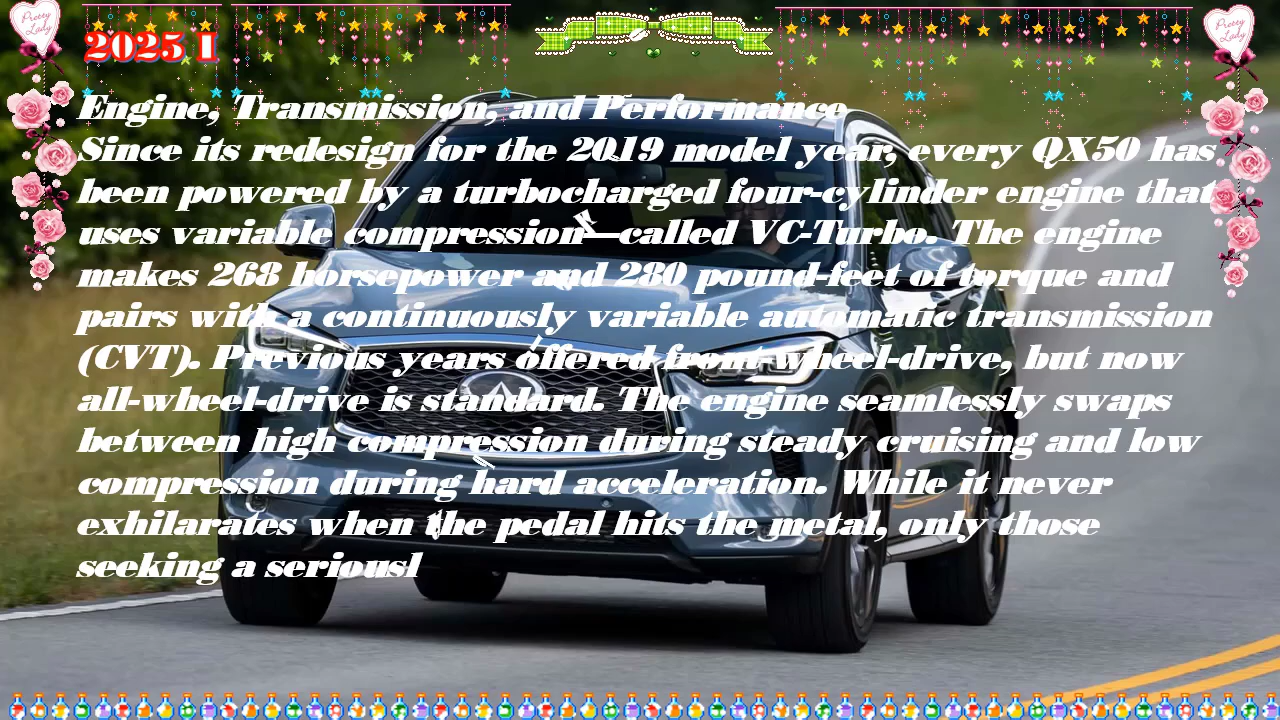 Pretty Lady
Pretty Lady
2025 I
Engine, Transmission, and Performance
Since its redesign for the 2019 model year, every QX50 has
been powered by a turbocharged four-cylinder engine that
uses variable compression—called VC-Turbo. The engine
makes 268 horsepower and 280 pound-feet of torque and
pairs with a continuously variable automatic transmission
(CVT). Previous years offered front-wheel-drive, but now
all-wheel-drive is standard. The engine seamlessly swaps
between high compression during steady cruising and low
compression during hard acceleration. While it never
exhilarates when the pedal hits the metal, only those
seeking a seriousl